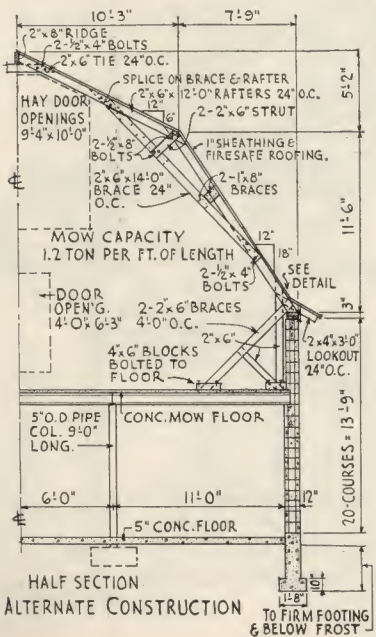 10'-3"
7'-9"
2"x8" RIDGE
2-½"x4" BOLTS
2"x6" TIE 24" O.C.
SPLICE ON BRACE & RAFTER
2"x6"x12'-0" RAFTERS 24" O.C.
12"
6"
5'-2"
HAY DOOR
OPENINGS
9'-4"x10'-0"
2-½"x8"
BOLTS
2-2"x6" STRUT
1" SHEATHING &
FIRESAFE ROOFING.
2"x6"x14'-0"
BRACE 24"
O.C.
2-1"x8"
BRACES
11'-6"
12"
18"
MOW CAPACITY
1.2 TON PER FT. OF LENGTH
2-½"x4"
BOLTS
SEE
DETAIL
DOOR
OPEN'G.
4'-0"x6'-3"
2-2"x6" BRACES
4'-0" O.C.
2"x6"
3"
2"x4"x3'-0"
LOOKOUT
24" O.C.
4"x6" BLOCKS
BOLTED TO
FLOOR
5" O.D. PIPE
COL. 9'-0"
LONG.
CONC. MOW FLOOR
20-COURSES = 13'-9"
6'-0"
11'-0"
12"
5" CONC. FLOOR
10"
1'-8"
HALF SECTION
ALTERNATE CONSTRUCTION
TO FIRM FOOTING
& BELOW FROST